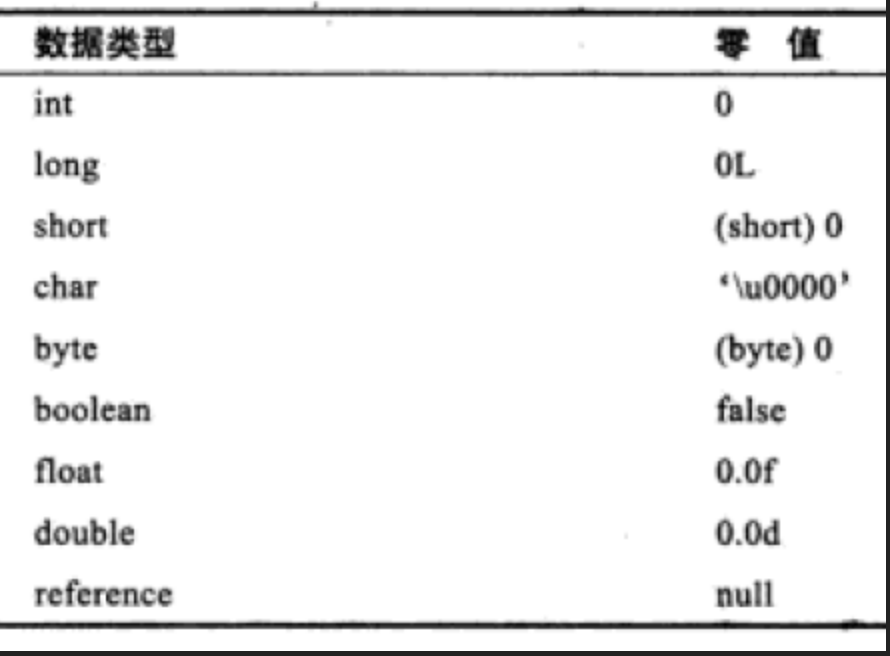 数据类型 零 值
int 0
long 0L
short (short) 0
char ‘\u0000’
byte (byte) 0
boolean false
float 0.0f
double 0.0d
reference null